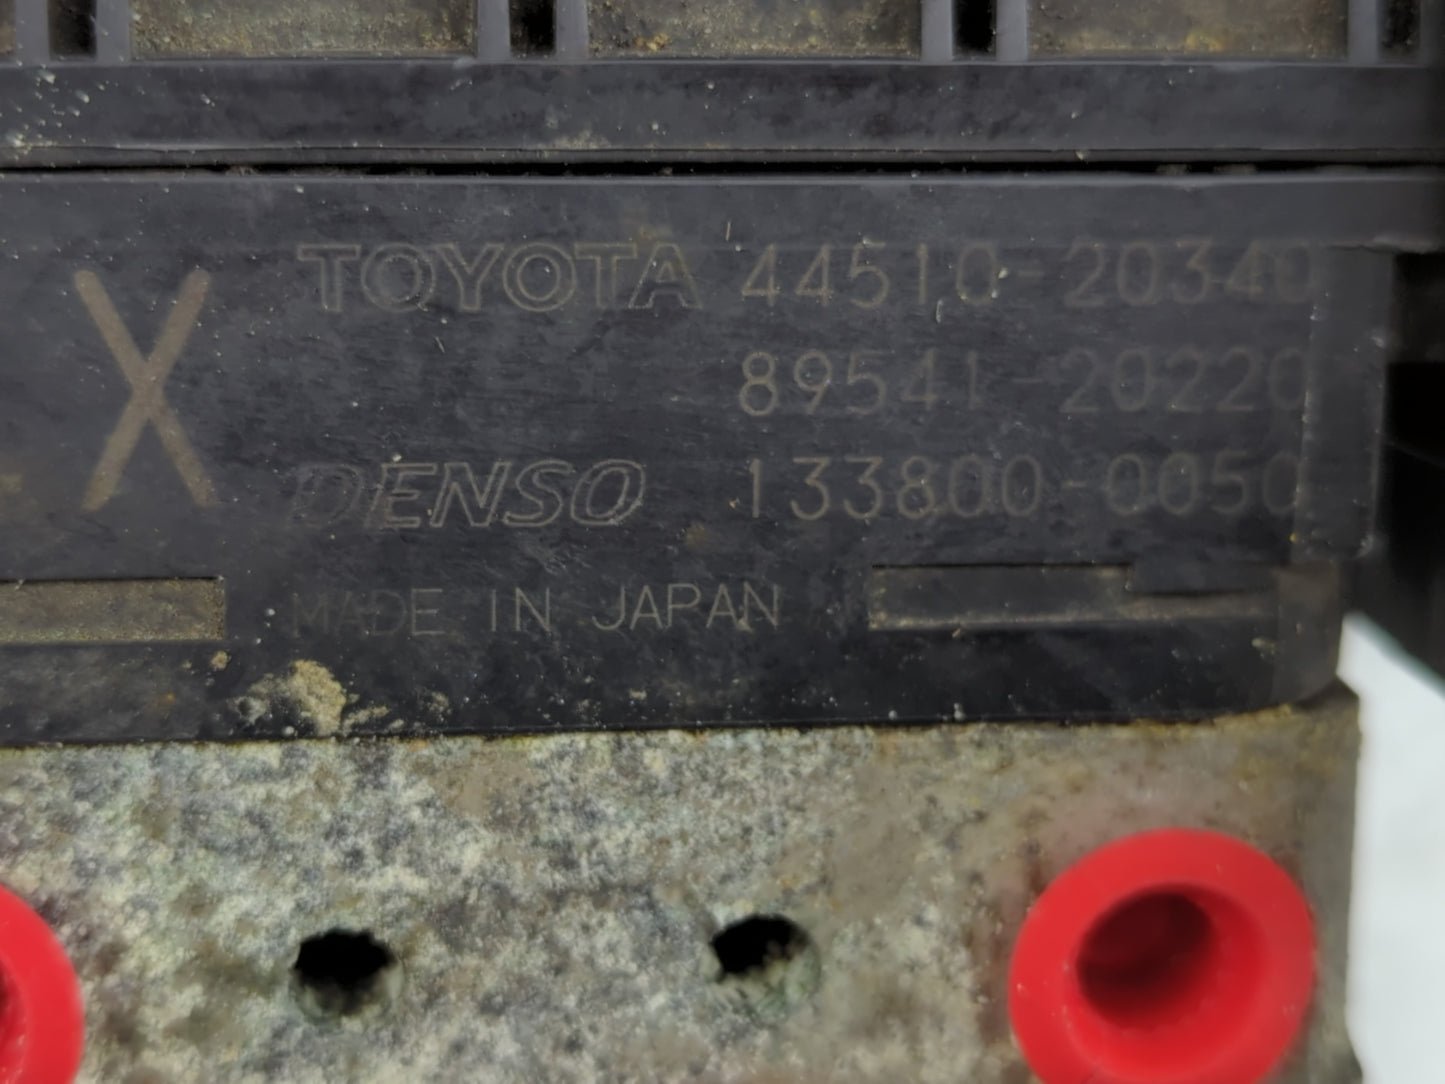 X
TOYOTA 44510-20340
89541-20220
DENSO 133800-0050
MADE IN JAPAN